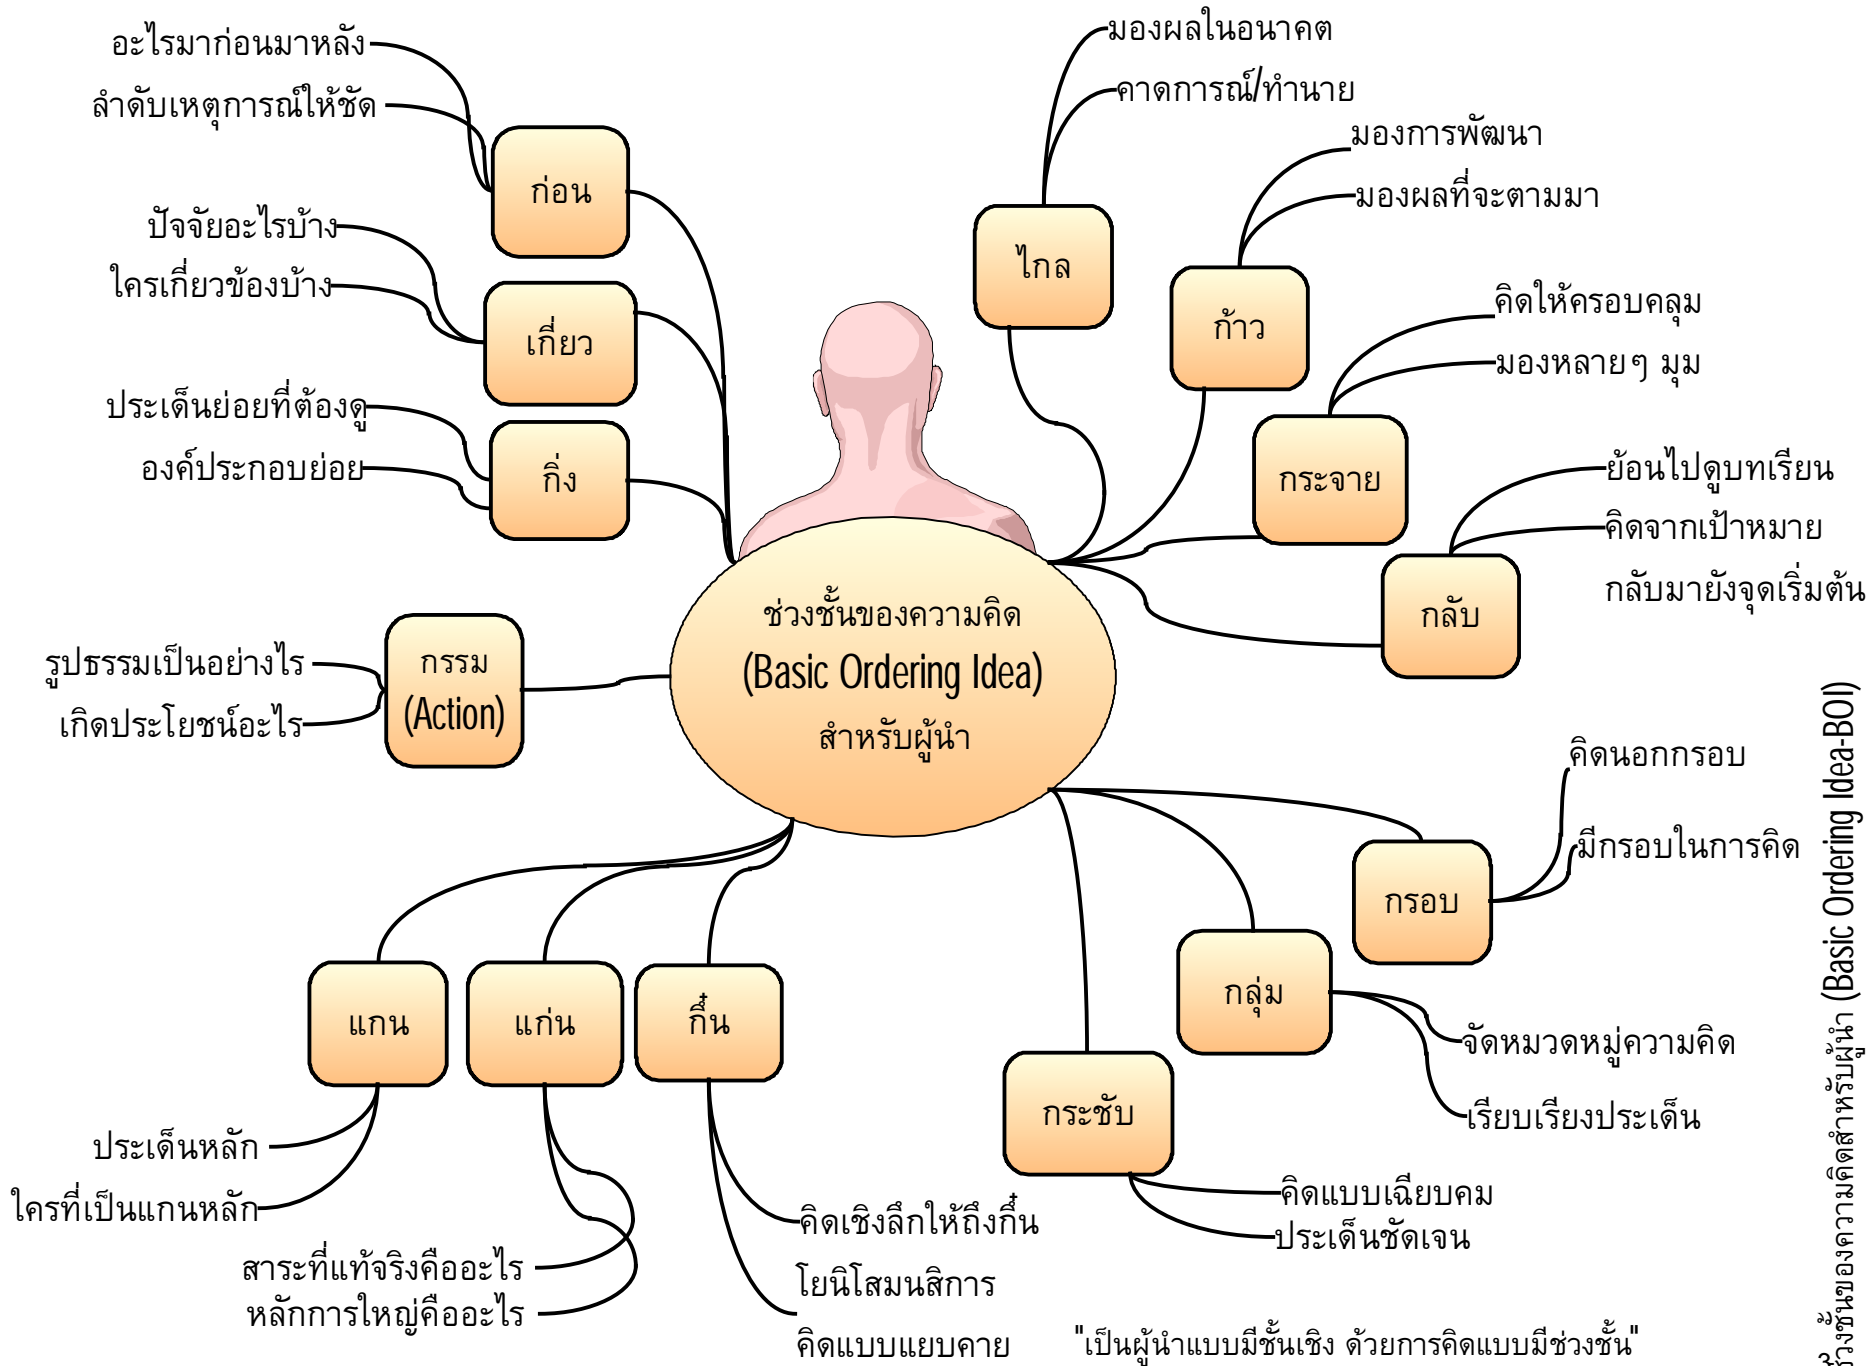 อะไรมาก่อนมาหลัง
ลำดับเหตุการณ์ให้ชัด
ก่อน
ปัจจัยอะไรบ้าง
ใครเกี่ยวข้องบ้าง
เกี่ยว
ประเด็นย่อยที่ต้องดู
องค์ประกอบย่อย
กิ่ง
รูปธรรมเป็นอย่างไร
เกิดประโยชน์อะไร
กรรม
(Action)
มองผลในอนาคต
คาดการณ์/ทำนาย
ไกล
มองการพัฒนา
มองผลที่จะตามมา
ก้าว
คิดให้ครอบคลุม
มองหลายๆ มุม
กระจาย
ย้อนไปดูบทเรียน
คิดจากเป้าหมาย
กลับมายังจุดเริ่มต้น
กลับ
ช่วงชั้นของความคิด
(Basic Ordering Idea)
สำหรับผู้นำ
คิดนอกกรอบ
มีกรอบในการคิด
กรอบ
กลุ่ม
จัดหมวดหมู่ความคิด
เรียบเรียงประเด็น
กระชับ
คิดแบบเฉียบคม
ประเด็นชัดเจน
แกน
แก่น
กึ๋น
ประเด็นหลัก
ใครที่เป็นแกนหลัก
สาระที่แท้จริงคืออะไร
หลักการใหญ่คืออะไร
คิดเชิงลึกให้ถึงกึ๋น
โยนิโสมนสิการ
คิดแบบแยบคาย
"เป็นผู้นำแบบมีชั้นเชิง ด้วยการคิดแบบมีช่วงชั้น"
ช่วงชั้นของความคิดสำหรับผู้นำ (Basic Ordering Idea-BOI)